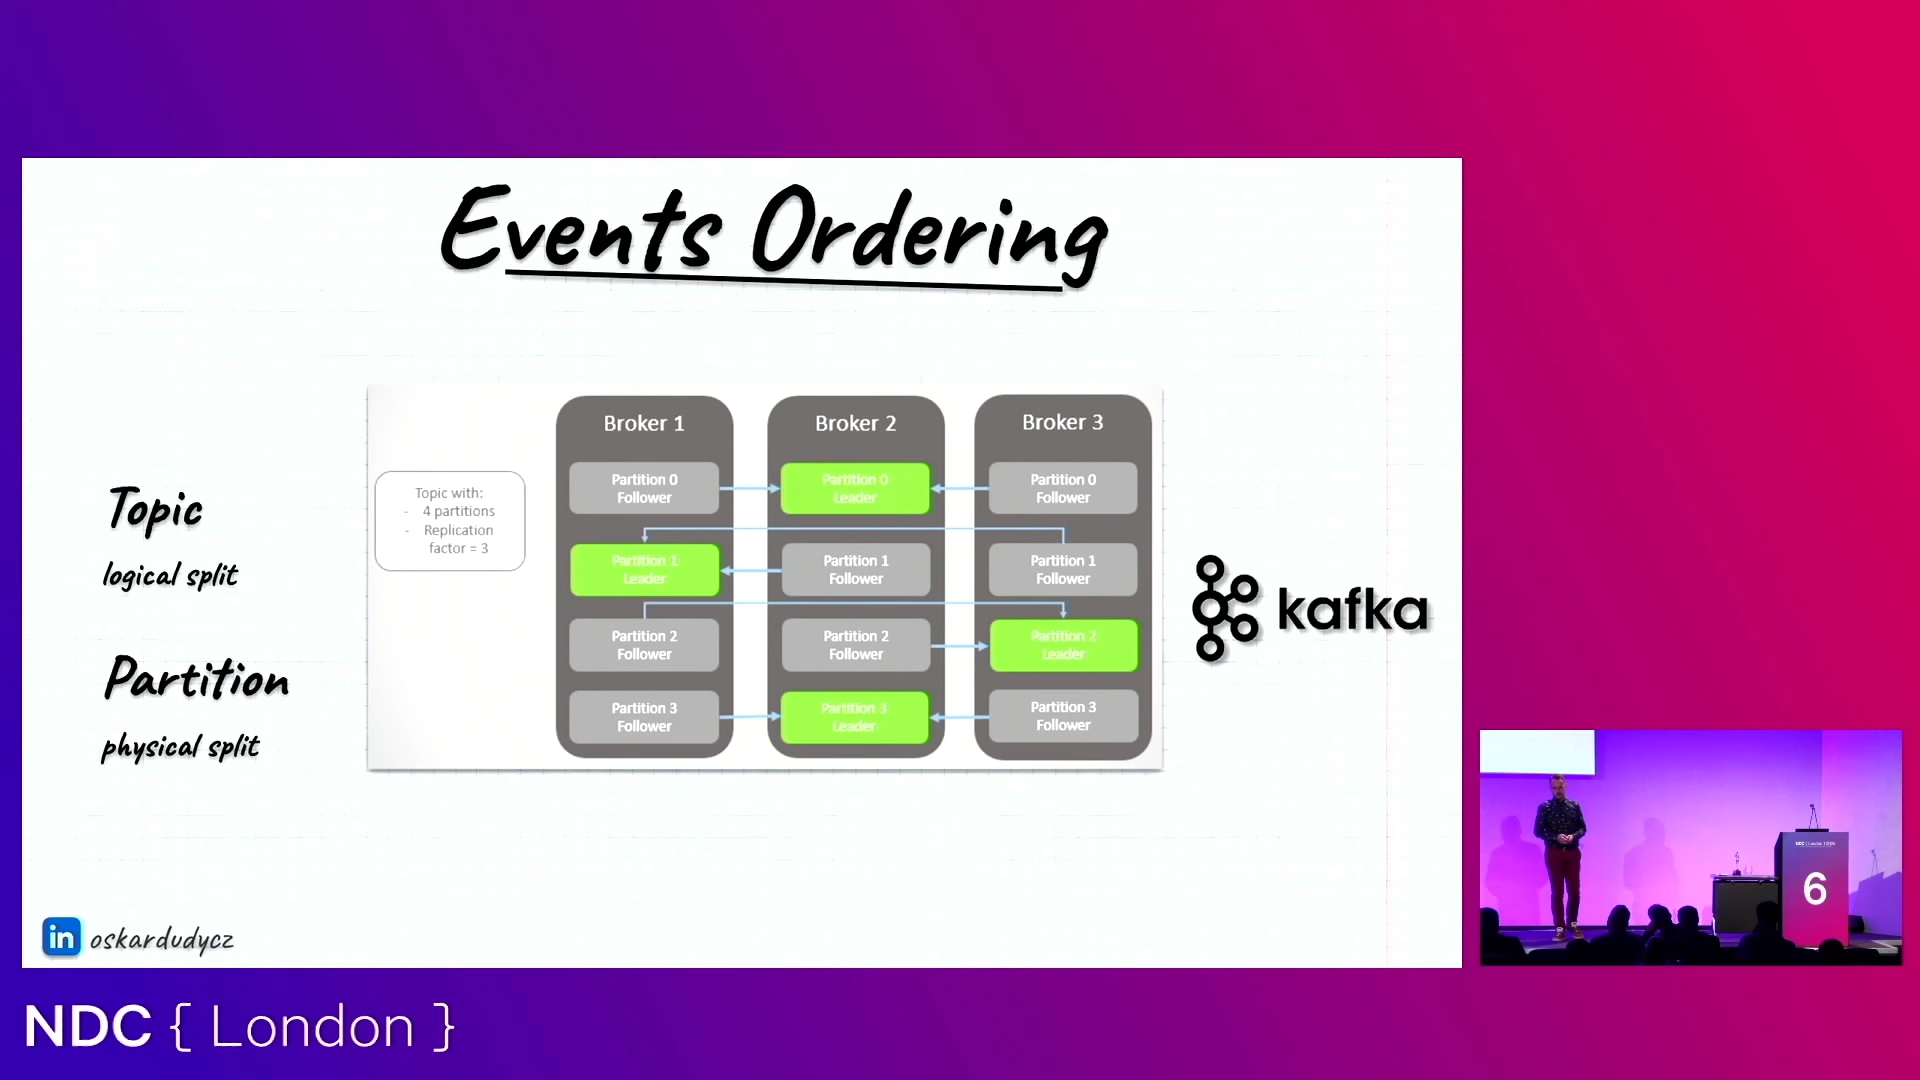 Events Ordering
Topic
logical split
Partition
physical split
Topic with:
- 4 partitions
- Replication
factor = 3
Broker 1
Partition 0
Follower
Partition 1
Leader
Partition 2
Follower
Partition 3
Follower
Broker 2
Partition 0
Leader
Partition 1
Follower
Partition 2
Follower
Partition 3
Leader
Broker 3
Partition 0
Follower
Partition 1
Follower
Partition 2
Leader
Partition 3
Follower
kafka
in oskardudycz
6
NDC { London }